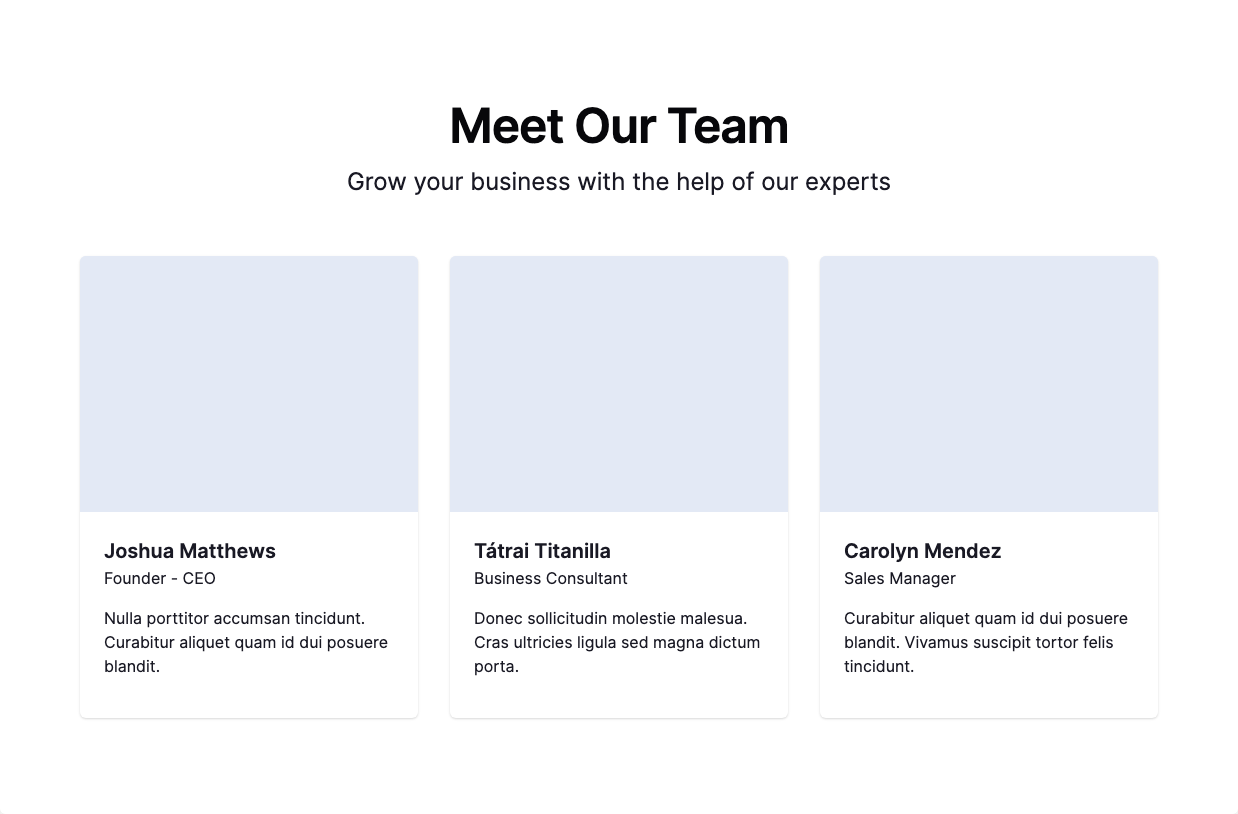 Meet Our Team
Grow your business with the help of our experts
Joshua Matthews
Founder - CEO
Nulla porttitor accumsan tincidunt.
Curabitur aliquet quam id dui posuere
blandit.
Tátrai Titanilla
Business Consultant
Donec sollicitudin molestie malesua.
Cras ultricies ligula sed magna dictum
porta.
Carolyn Mendez
Sales Manager
Curabitur aliquet quam id dui posuere
blandit. Vivamus suscipit tortor felis
tincidunt.